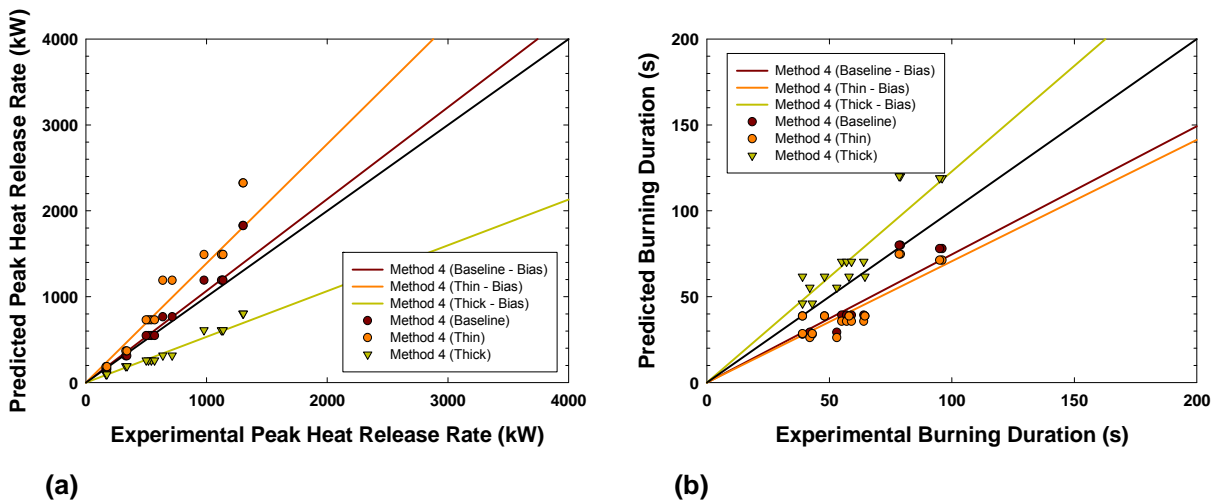 Predicted Peak Heat Release Rate (kW)
4000
3000
2000
1000
0
Method 4 (Baseline - Bias)
Method 4 (Thin - Bias)
Method 4 (Thick - Bias)
Method 4 (Baseline)
Method 4 (Thin)
Method 4 (Thick)
0 1000 2000 3000 4000
Experimental Peak Heat Release Rate (kW)
(a)
Predicted Burning Duration (s)
200
150
100
50
0
Method 4 (Baseline - Bias)
Method 4 (Thin - Bias)
Method 4 (Thick - Bias)
Method 4 (Baseline)
Method 4 (Thin)
Method 4 (Thick)
0 50 100 150 200
Experimental Burning Duration (s)
(b)